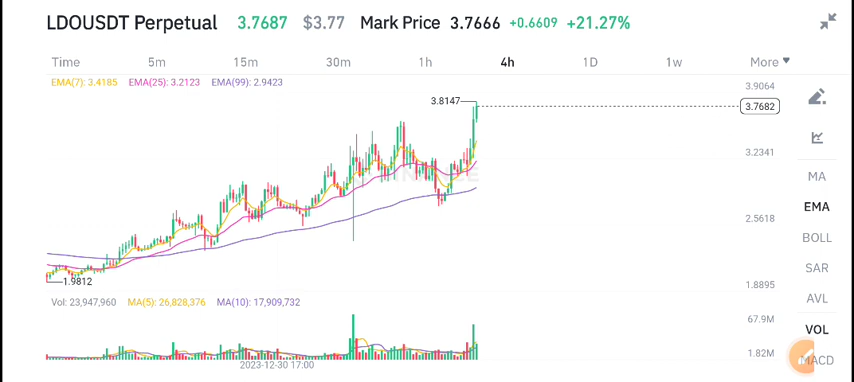 LDOUSDT Perpetual 3.7687 $3.77 Mark Price 3.7666 +0.6609 +21.27%
Time 5m 15m 30m 1h 4h 1D 1w More
EMA(7): 3.4185 EMA(25): 3.2123 EMA(99): 2.9423
3.9064
3.8147
3.7682
3.2341
MA
EMA
2.5618
BOLL
SAR
1.9812
1.8895
AVL
Vol: 23,947,960 MA(5): 26,828,376 MA(10): 17,909,732
67.9M
VOL
1.82M
MACD
2023-12-30 17:00